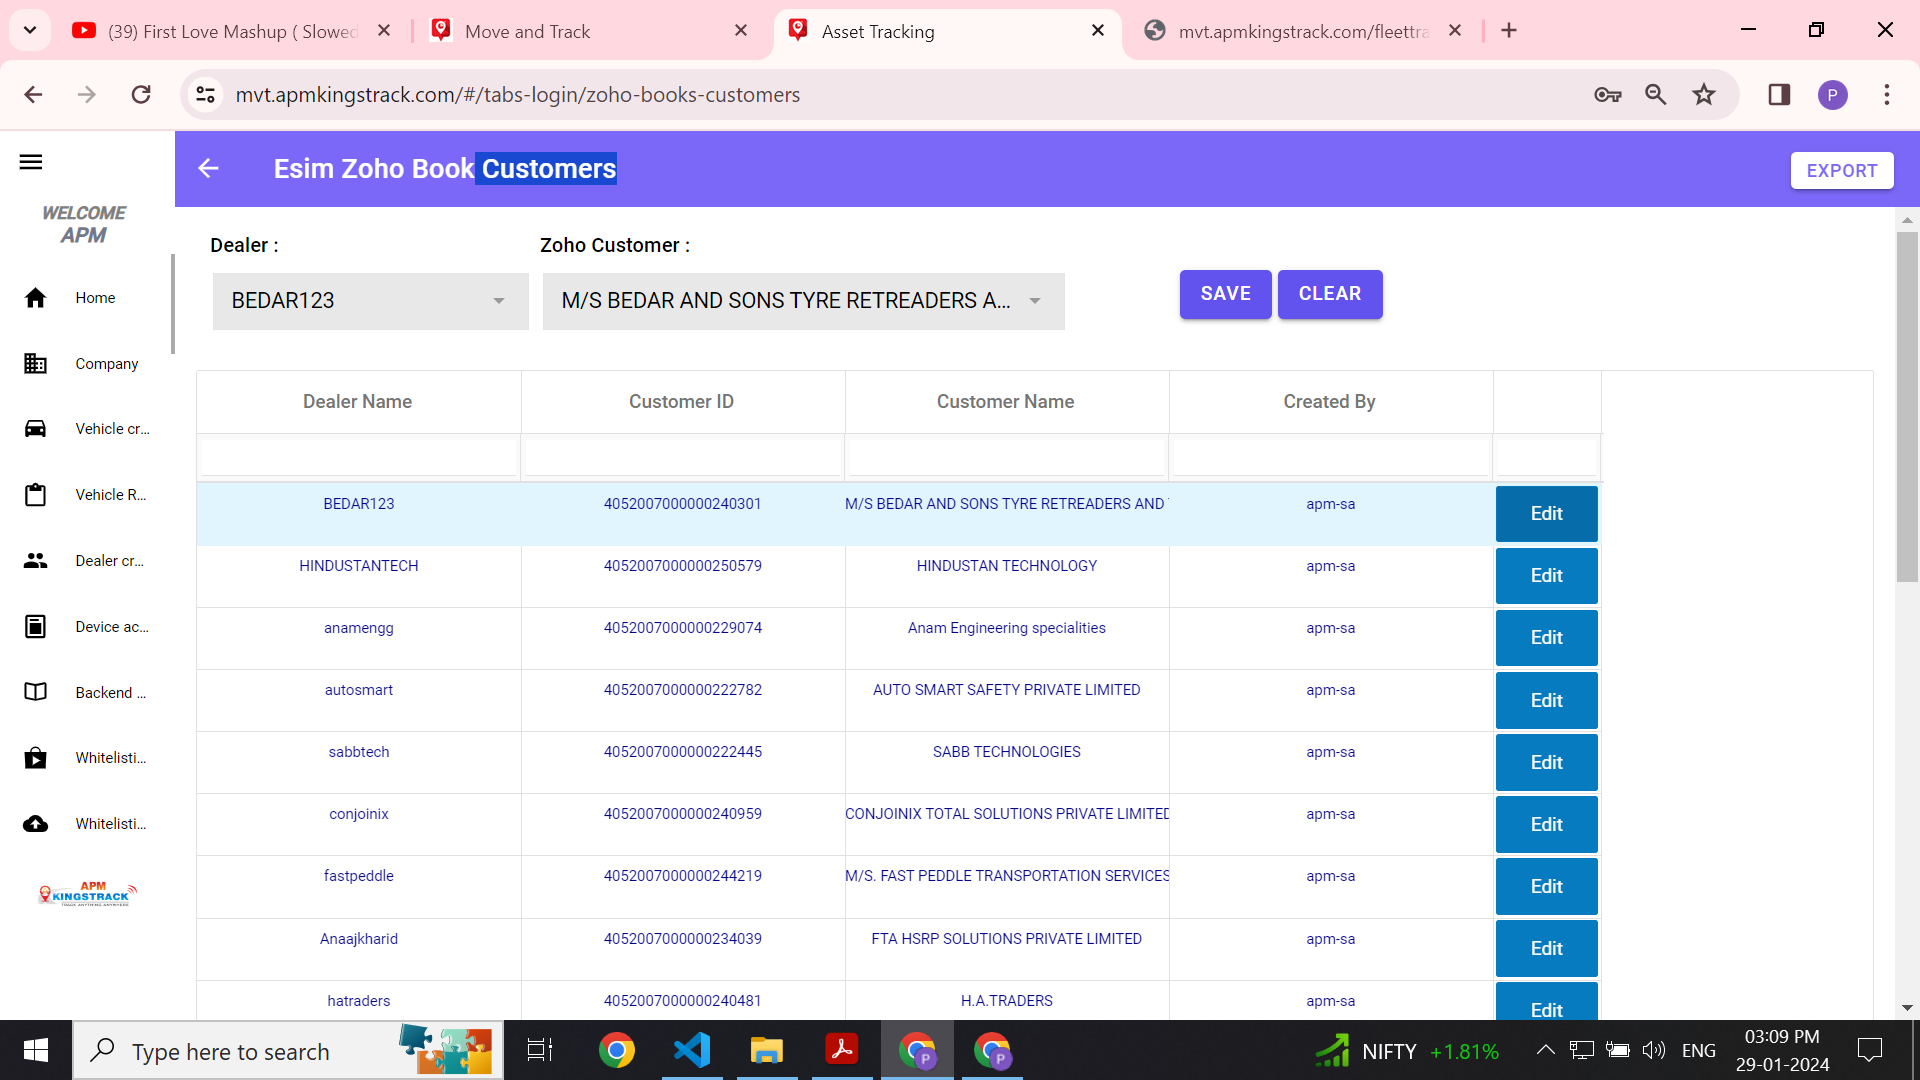 (39) First Love Mashup ( Slowed
Move and Track
Asset Tracking
mvt.apmkingstrack.com/fleettra
mvt.apmkingstrack.com/#/tabs-login/zoho-books-customers
P
WELCOME
APM
Home
Company
Vehicle cr...
Vehicle R...
Dealer cr...
Device ac...
Backend ...
Whitelisti...
Whitelisti...
APM
KINGSTRACK
TRACK ANYTHING ANYWHERE
Esim Zoho Book Customers
EXPORT
Dealer :
Zoho Customer :
BEDAR123
M/S BEDAR AND SONS TYRE RETREADERS A...
SAVE
CLEAR
Dealer Name Customer ID Customer Name Created By
BEDAR123 4052007000000240301 M/S BEDAR AND SONS TYRE RETREADERS AND apm-sa Edit
HINDUSTANTECH 4052007000000250579 HINDUSTAN TECHNOLOGY apm-sa Edit
anamengg 4052007000000229074 Anam Engineering specialities apm-sa Edit
autosmart 4052007000000222782 AUTO SMART SAFETY PRIVATE LIMITED apm-sa Edit
sabbtech 4052007000000222445 SABB TECHNOLOGIES apm-sa Edit
conjoinix 4052007000000240959 CONJOINIX TOTAL SOLUTIONS PRIVATE LIMITED apm-sa Edit
fastpeddle 4052007000000244219 M/S. FAST PEDDLE TRANSPORTATION SERVICES apm-sa Edit
Anaajkharid 4052007000000234039 FTA HSRP SOLUTIONS PRIVATE LIMITED apm-sa Edit
hatraders 4052007000000240481 H.A.TRADERS apm-sa Edit
Type here to search
P
P
NIFTY +1.81%
ENG
03:09 PM
29-01-2024